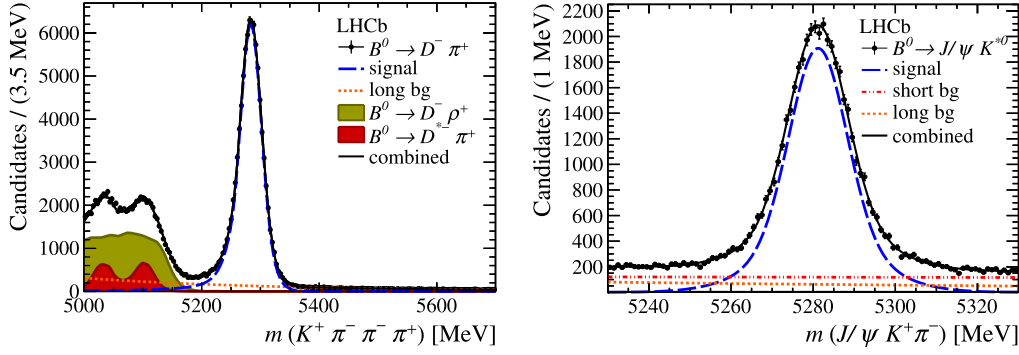 Candidates / (3.5 MeV)
6000
5000
4000
3000
2000
1000
0
LHCb
B⁰ → D⁻ π⁺
signal
long bg
B⁰ → D⁻ ρ⁺
B⁰ → D*⁻ π⁺
combined
5000 5200 5400 5600
m (K⁺ π⁻ π⁻ π⁺) [MeV]
Candidates / (1 MeV)
2200
2000
1800
1600
1400
1200
1000
800
600
400
200
LHCb
B⁰ → J/ψ K*⁰
signal
short bg
long bg
combined
5240 5260 5280 5300 5320
m (J/ψ K⁺π⁻) [MeV]